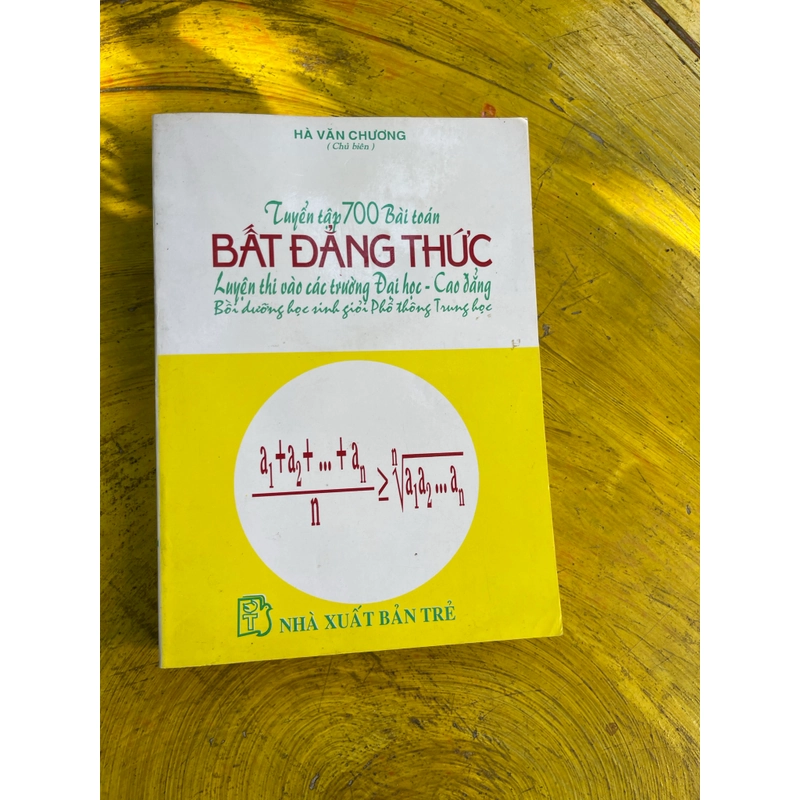 HÀ VĂN CHƯƠNG
( Chủ biên )
Tuyển tập 700 Bài toán
BẤT ĐẲNG THỨC
Luyện thi vào các trường Đại học - Cao đẳng
Bồi dưỡng học sinh giỏi Phổ thông Trung học
a₁+a₂+ ... + aₙ
n
≥ ⁿ√a₁a₂ ... aₙ
NHÀ XUẤT BẢN TRẺ